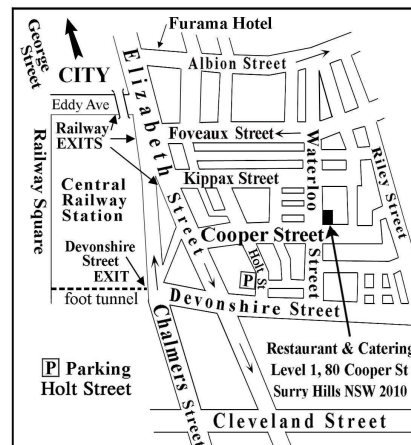 Furama Hotel
George
Street
CITY
Albion Street
Eddy Ave
Elizabeth Street
Railway
EXITS
Foveaux Street
Waterloo
Street
Riley Street
Kippax Street
Railway Square
Central
Railway
Station
Cooper Street
Devonshire
Street
EXIT
Holt St
P
foot tunnel
Devonshire Street
P Parking
Holt Street
Chalmers Street
Restaurant & Catering
Level 1, 80 Cooper St
Surry Hills NSW 2010
Cleveland Street